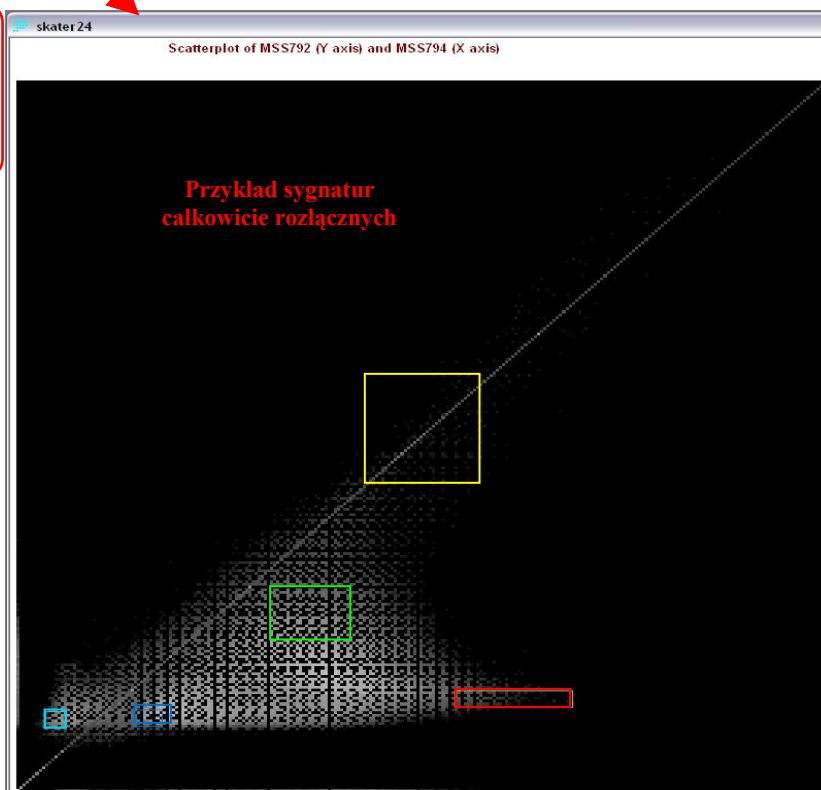 skater24
Scatterplot of MSS792 (Y axis) and MSS794 (X axis)
Przykład sygnatur
całkowicie rozłącznych